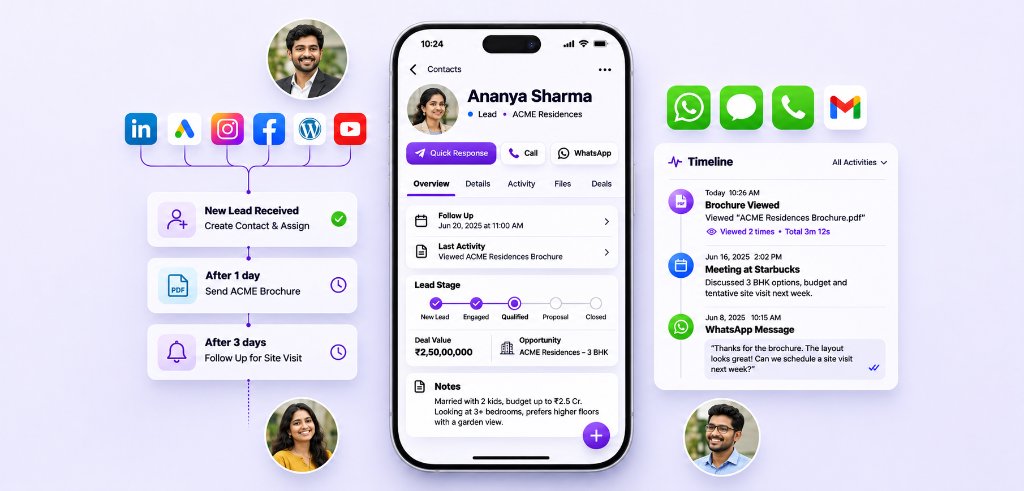 in
New Lead Received
Create Contact & Assign
After 1 day
Send ACME Brochure
PDF
After 3 days
Follow Up for Site Visit
10:24
Contacts
Ananya Sharma
Lead • ACME Residences
Quick Response
Call
WhatsApp
Overview
Details
Activity
Files
Deals
Follow Up
Jun 20, 2025 at 11:00 AM
Last Activity
Viewed ACME Residences Brochure
Lead Stage
New Lead
Engaged
Qualified
Proposal
Closed
Deal Value
₹2,50,00,000
Opportunity
ACME Residences – 3 BHK
Notes
Married with 2 kids, budget up to ₹2.5 Cr.
Looking at 3+ bedrooms, prefers higher floors
with a garden view.
Timeline
All Activities
Today 10:26 AM
PDF
Brochure Viewed
Viewed "ACME Residences Brochure.pdf"
Viewed 2 times • Total 3m 12s
Jun 16, 2025 2:02 PM
Meeting at Starbucks
Discussed 3 BHK options, budget and
tentative site visit next week.
Jun 8, 2025 10:15 AM
WhatsApp Message
"Thanks for the brochure. The layout
looks great! Can we schedule a site visit
next week?"